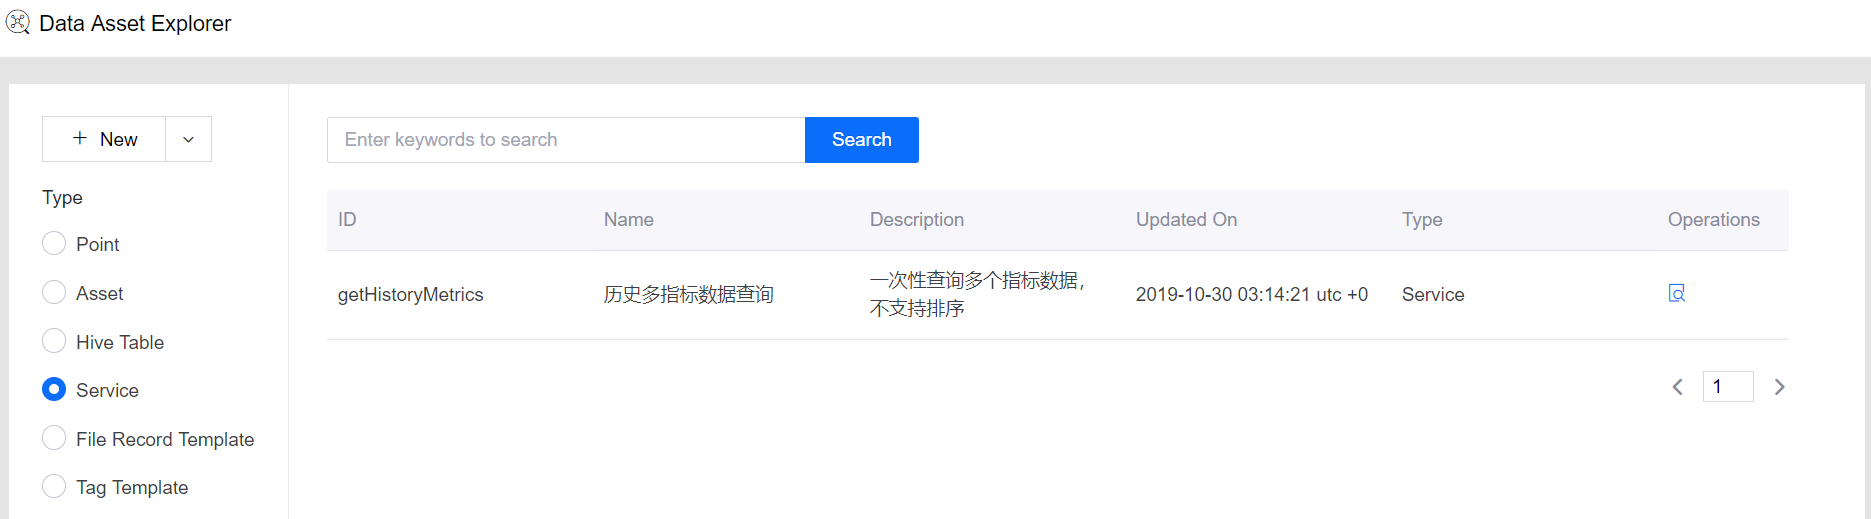 Data Asset Explorer
New
Enter keywords to search
Search
Type
Point
Asset
Hive Table
Service
File Record Template
Tag Template
ID Name Description Updated On Type Operations
getHistoryMetrics 历史多指标数据查询 一次性查询多个指标数据， 2019-10-30 03:14:21 utc +0 Service
不支持排序
1